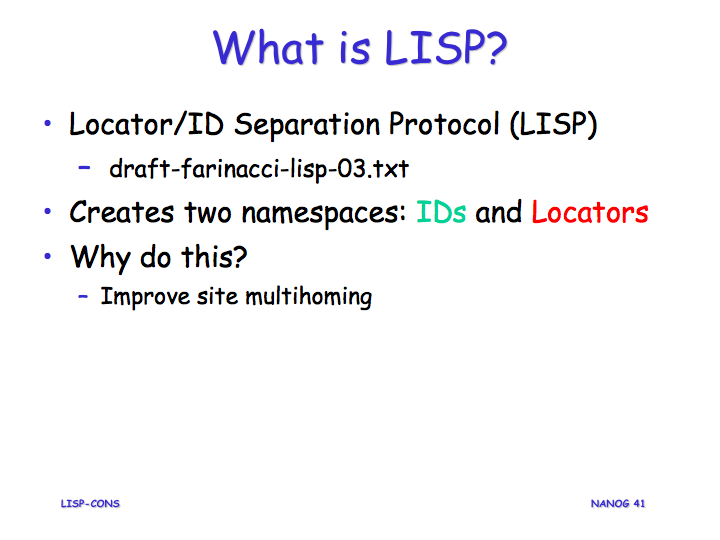 What is LISP?
• Locator/ID Separation Protocol (LISP)
– draft-farinacci-lisp-03.txt
• Creates two namespaces: IDs and Locators
• Why do this?
– Improve site multihoming
LISP-CONS
NANOG 41